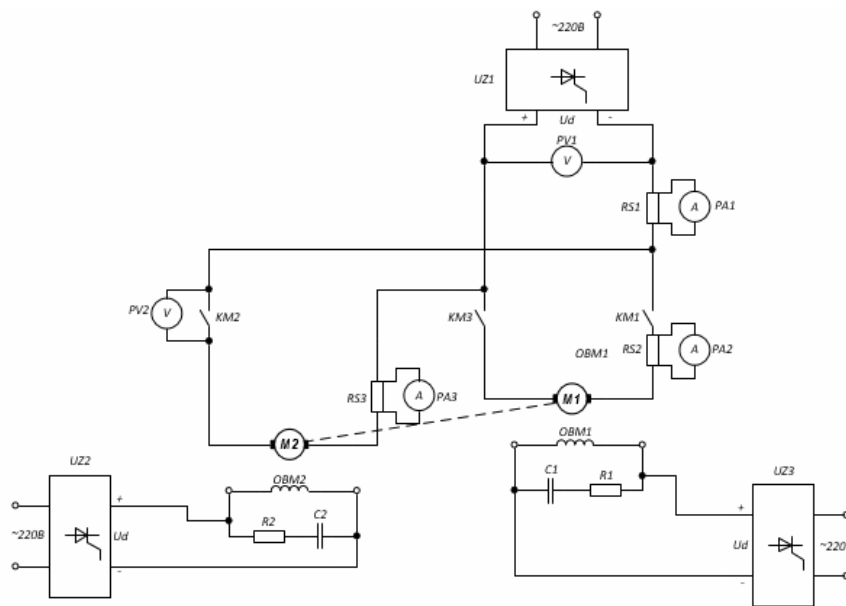 ~220В
UZ1
+ Ud -
PV1
V
RS1 A PA1
PV2 V KM2
KM3 KM1
OBM1 RS2 A PA2
RS3 A PA3
M1
M2
OBM1
UZ2
OBM2
C1 R1
UZ3
+
R2 C2
+
~220В Ud
Ud ~220
-
-